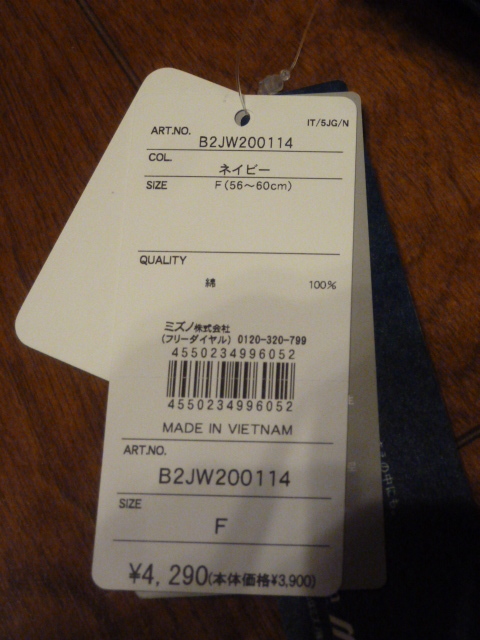 IT/5JG/N
ART.NO. B2JW200114
COL. ネイビー
SIZE F(56~60cm)
QUALITY
綿 100%
ミズノ株式会社
(フリーダイヤル) 0120-320-799
4550234996052
4550234996052
MADE IN VIETNAM
ART.NO.
B2JW200114
SIZE
F
¥4,290(本体価格¥3,900)